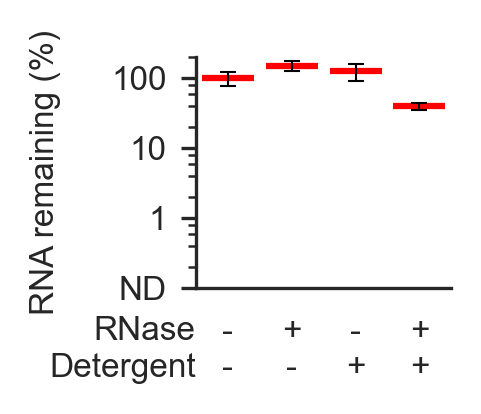 RNA remaining (%)
100
10
1
ND
RNase - + - +
Detergent - - + +